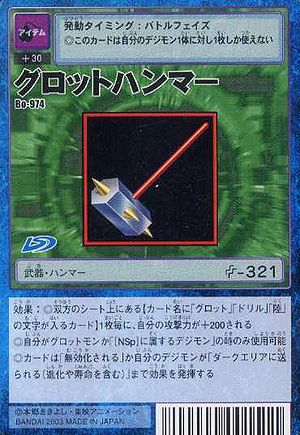 アイテム
+30
発動タイミング：バトルフェイズ
◎このカードは自分のデジモン1体に対し1枚しか使えない
グロットハンマー
Bo-974
武器・ハンマー
-321
効果：◎双方のシート上にある【カード名に「グロット」「ドリル」「陸」
の文字が入るカード】1枚毎に、自分の攻撃力が+200される
◎自分がグロットモンか「[NSp]に属するデジモン」の時のみ使用可能
◎カードは「無効化される」か自分のデジモンが「ダークエリアに送
られる（進化や寿命を含む）」まで効果を発揮する
©本郷あきよし・東映アニメーション
BANDAI 2003 MADE IN JAPAN